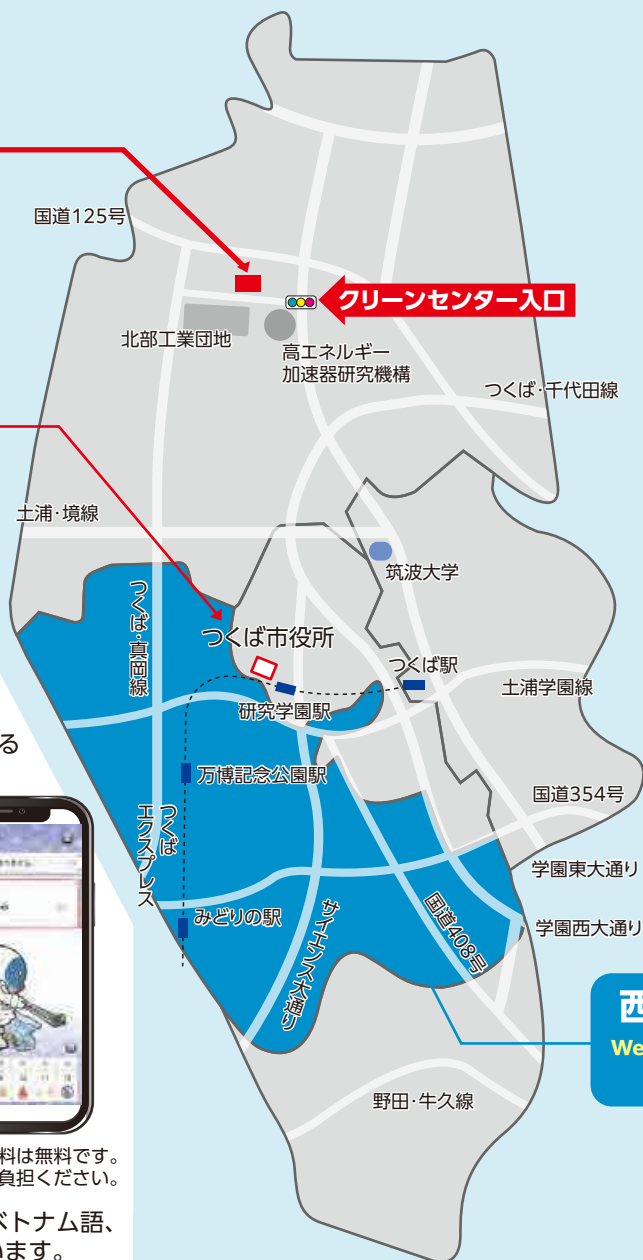 国道125号
クリーンセンター入口
北部工業団地
高エネルギー
加速器研究機構
つくば・千代田線
土浦・境線
筑波大学
つくば・真岡線
つくば市役所
つくば駅
土浦学園線
研究学園駅
る
万博記念公園駅
国道354号
つくば
エクスプレス
学園東大通り
みどりの駅
サイエンス大通り
国道408号
学園西大通り
西
We
野田・牛久線
料は無料です。
負担ください。
ベトナム語、
います。